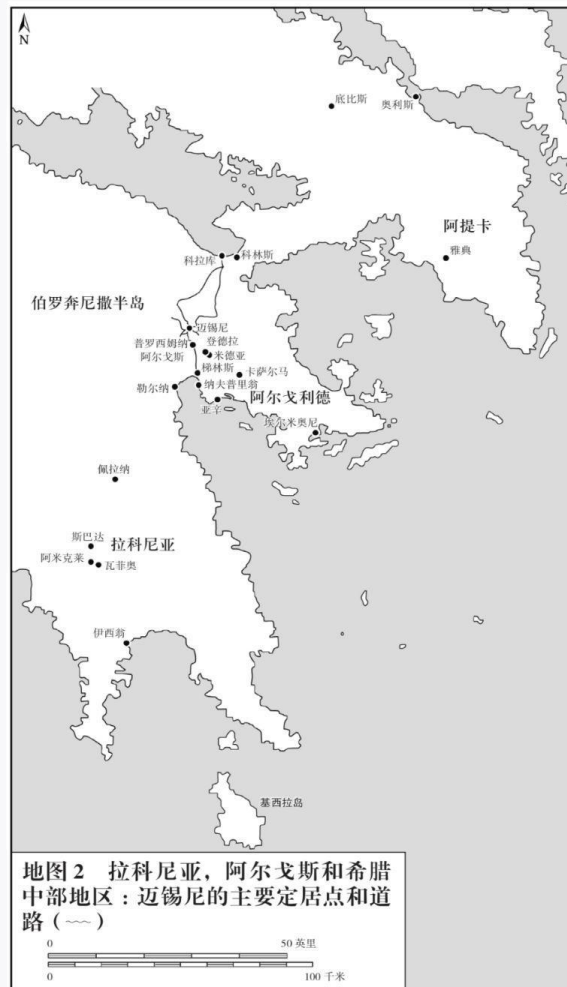 N
底比斯
奥利斯
阿提卡
雅典
科拉库
科林斯
伯罗奔尼撒半岛
迈锡尼
普罗西姆纳
登德拉
阿尔戈斯
米德亚
梯林斯
卡萨尔马
勒尔纳
纳夫普里翁
阿尔戈利德
亚辛
埃尔米奥尼
佩拉纳
斯巴达
拉科尼亚
阿米克莱
瓦菲奥
伊西翁
基西拉岛
地图 2 拉科尼亚，阿尔戈斯和希腊
中部地区：迈锡尼的主要定居点和道
路（﹏）
0 50 英里
0 100 千米